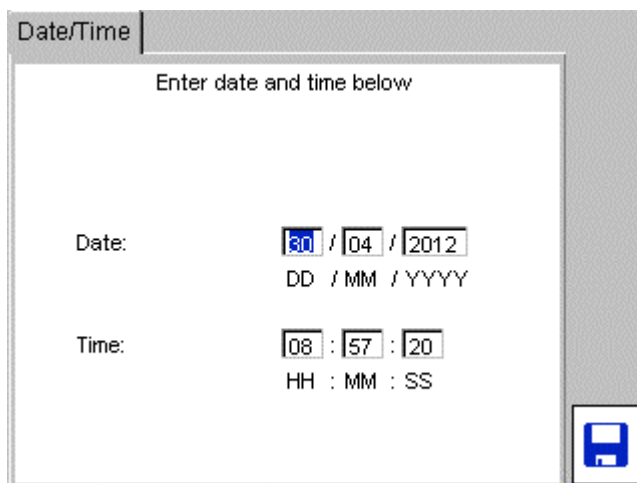 Date/Time
Enter date and time below
Date: 30 / 04 / 2012
DD / MM / YYYY
Time: 08 : 57 : 20
HH : MM : SS